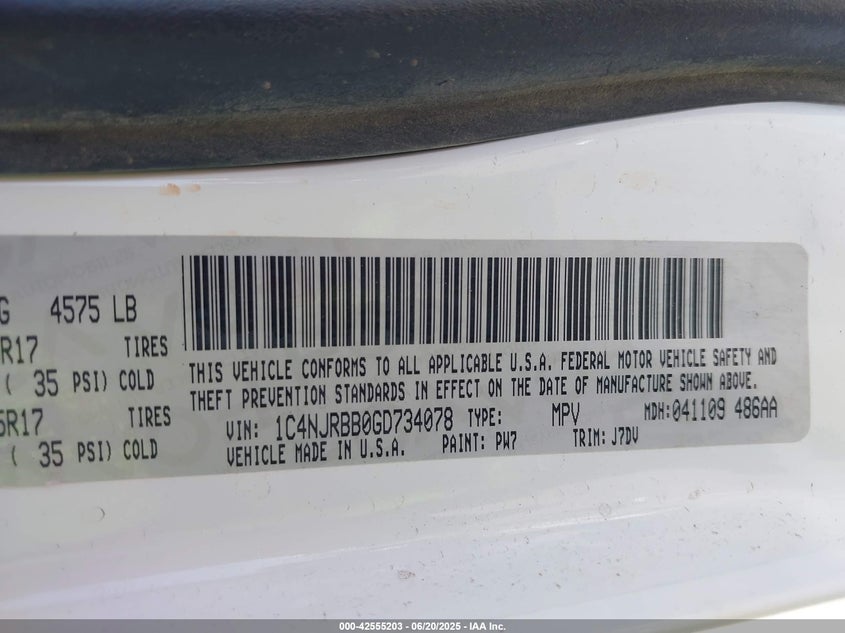 G 4575 LB
R17 TIRES
( 35 PSI) COLD
5R17 TIRES
( 35 PSI) COLD
THIS VEHICLE CONFORMS TO ALL APPLICABLE U.S.A. FEDERAL MOTOR VEHICLE SAFETY AND
THEFT PREVENTION STANDARDS IN EFFECT ON THE DATE OF MANUFACTURE SHOWN ABOVE.
VIN: 1C4NJRBB0GD734078 TYPE: MPV MDH:041109 486AA
VEHICLE MADE IN U.S.A. PAINT: PW7 TRIM: J7DV
000-42555203 - 06/20/2025 - IAA Inc.